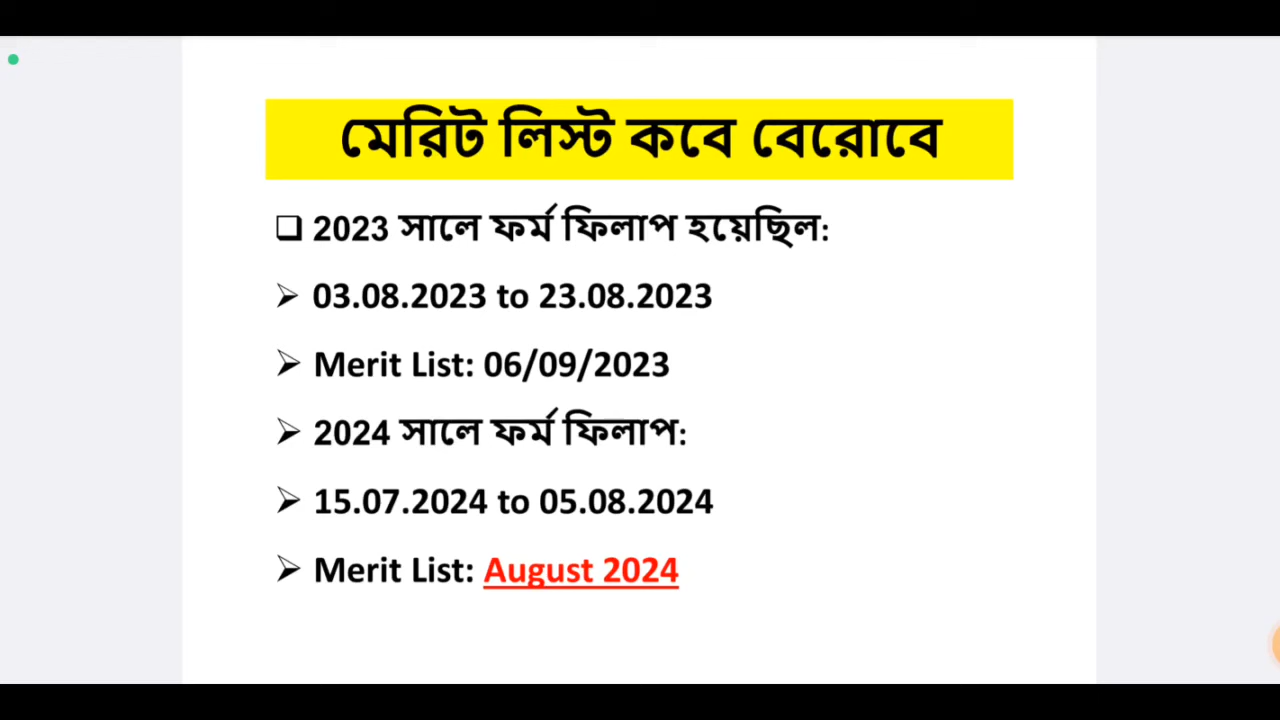 মেরিট লিস্ট কবে বেরোবে
2023 সালে ফর্ম ফিলাপ হয়েছিল:
03.08.2023 to 23.08.2023
Merit List: 06/09/2023
2024 সালে ফর্ম ফিলাপ:
15.07.2024 to 05.08.2024
Merit List: August 2024